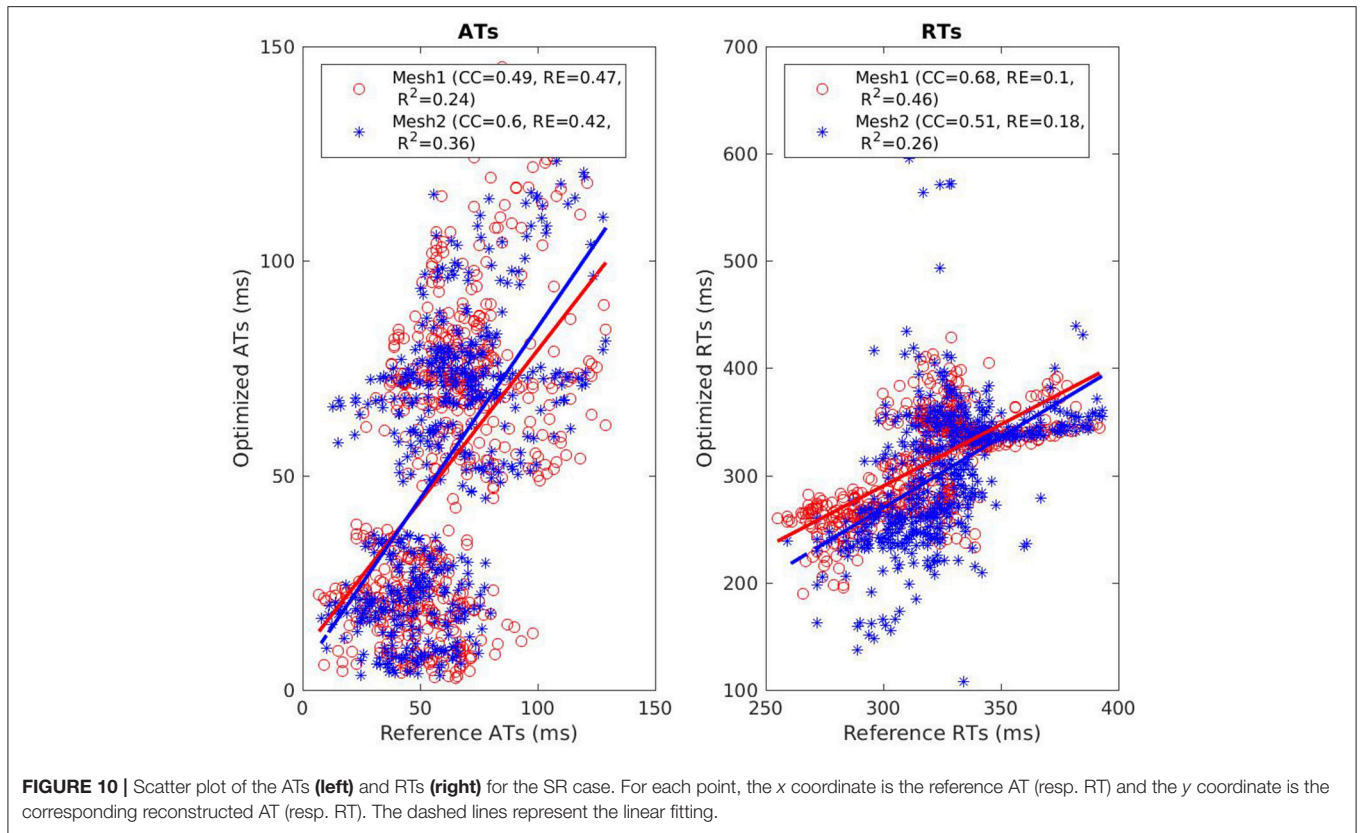 ATs
150
100
50
0
0
50
100
150
Optimized ATs (ms)
Reference ATs (ms)
Mesh1 (CC=0.49, RE=0.47,
R²=0.24)
Mesh2 (CC=0.6, RE=0.42,
R²=0.36)
RTs
700
600
500
400
300
200
100
250
300
350
400
Optimized RTs (ms)
Reference RTs (ms)
Mesh1 (CC=0.68, RE=0.1,
R²=0.46)
Mesh2 (CC=0.51, RE=0.18,
R²=0.26)
FIGURE 10 | Scatter plot of the ATs (left) and RTs (right) for the SR case. For each point, the x coordinate is the reference AT (resp. RT) and the y coordinate is the
corresponding reconstructed AT (resp. RT). The dashed lines represent the linear fitting.